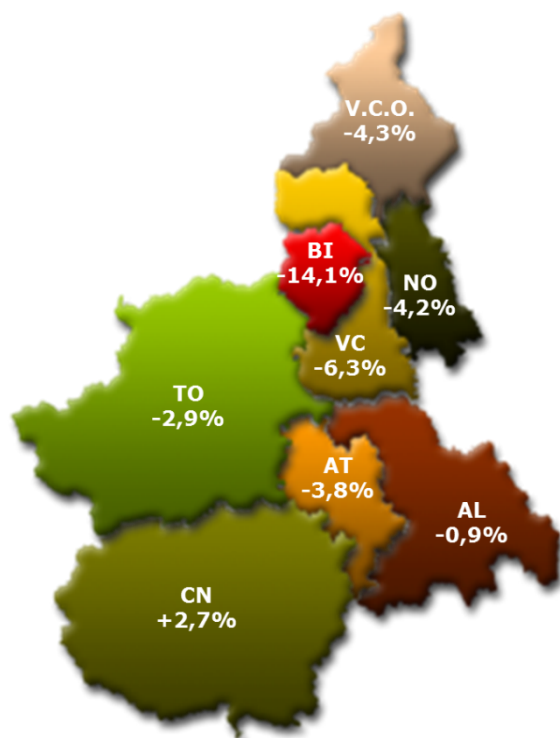 V.C.O.
-4,3%
BI
-14,1%
NO
-4,2%
VC
-6,3%
TO
-2,9%
AT
-3,8%
AL
-0,9%
CN
+2,7%